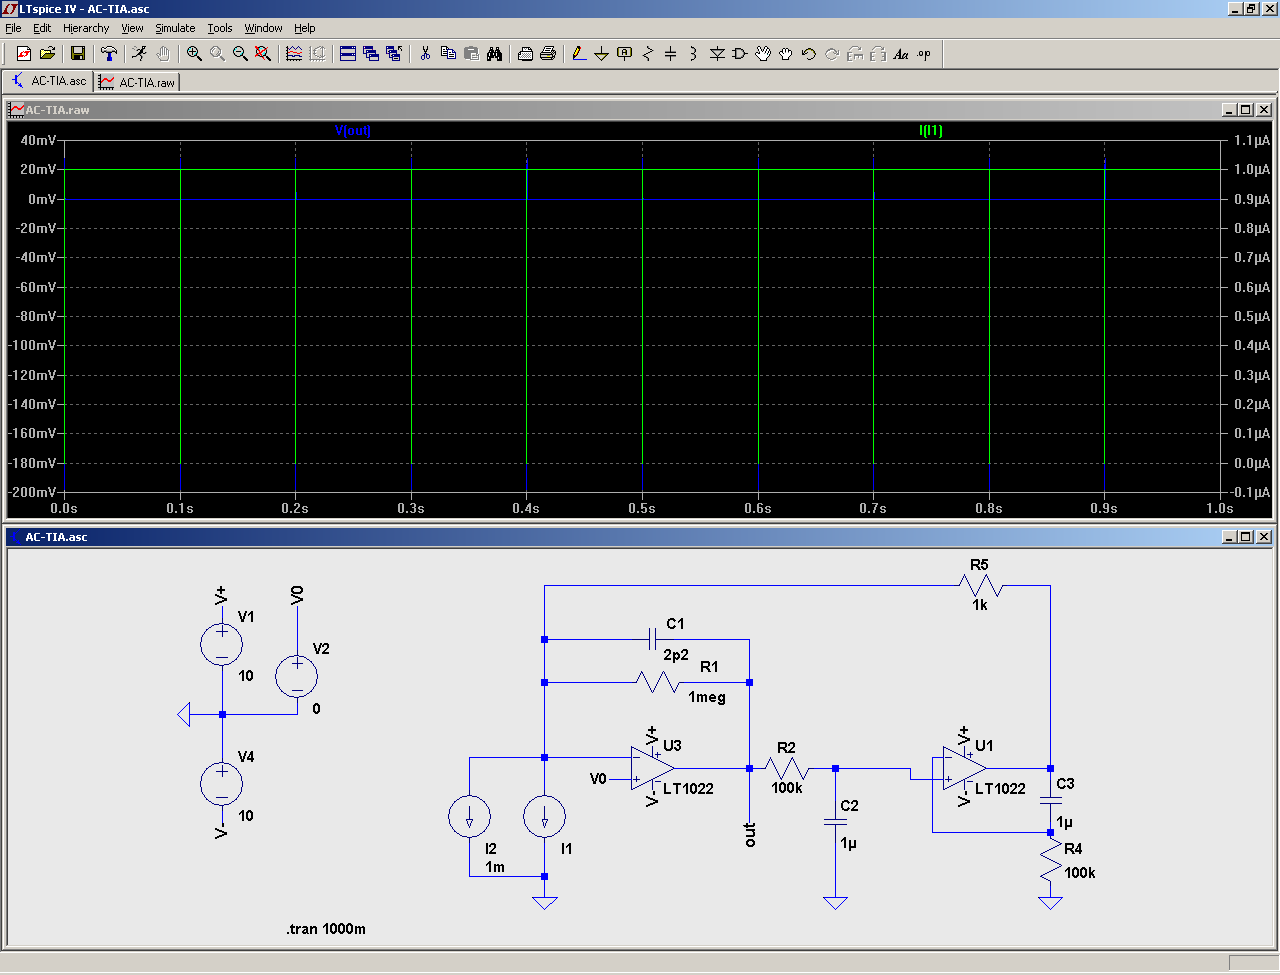 LTspice IV - AC-TIA.asc
File Edit Hierarchy View Simulate Tools Window Help
Aa .op
AC-TIA.asc AC-TIA.raw
AC-TIA.raw
V(out) I(I1)
40mV 1.1µA
20mV 1.0µA
0mV 0.9µA
-20mV 0.8µA
-40mV 0.7µA
-60mV 0.6µA
-80mV 0.5µA
-100mV 0.4µA
-120mV 0.3µA
-140mV 0.2µA
-160mV 0.1µA
-180mV 0.0µA
-200mV -0.1µA
0.0s 0.1s 0.2s 0.3s 0.4s 0.5s 0.6s 0.7s 0.8s 0.9s 1.0s
AC-TIA.asc
R5
1k
V+ V0
V1
C1
V2
2p2
R1
10
1meg
0
V+ V+
U3 U1
R2
V4
V0
C3
100k
LT1022 LT1022
V- V-
C2
10
1µ
V-
out
1µ
I2 I1
R4
1m
100k
.tran 1000m